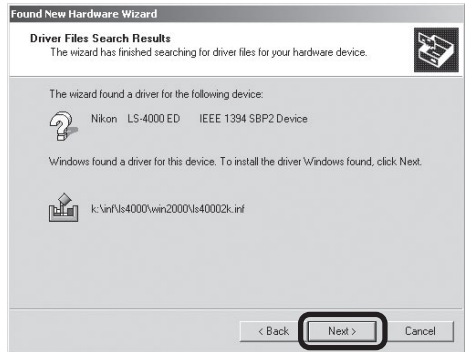 Found New Hardware Wizard
Driver Files Search Results
The wizard has finished searching for driver files for your hardware device.
The wizard found a driver for the following device:
Nikon LS-4000 ED IEEE 1394 SBP2 Device
Windows found a driver for this device. To install the driver Windows found, click Next.
k:\inf\ls4000\win2000\ls40002k.inf
< Back Next > Cancel